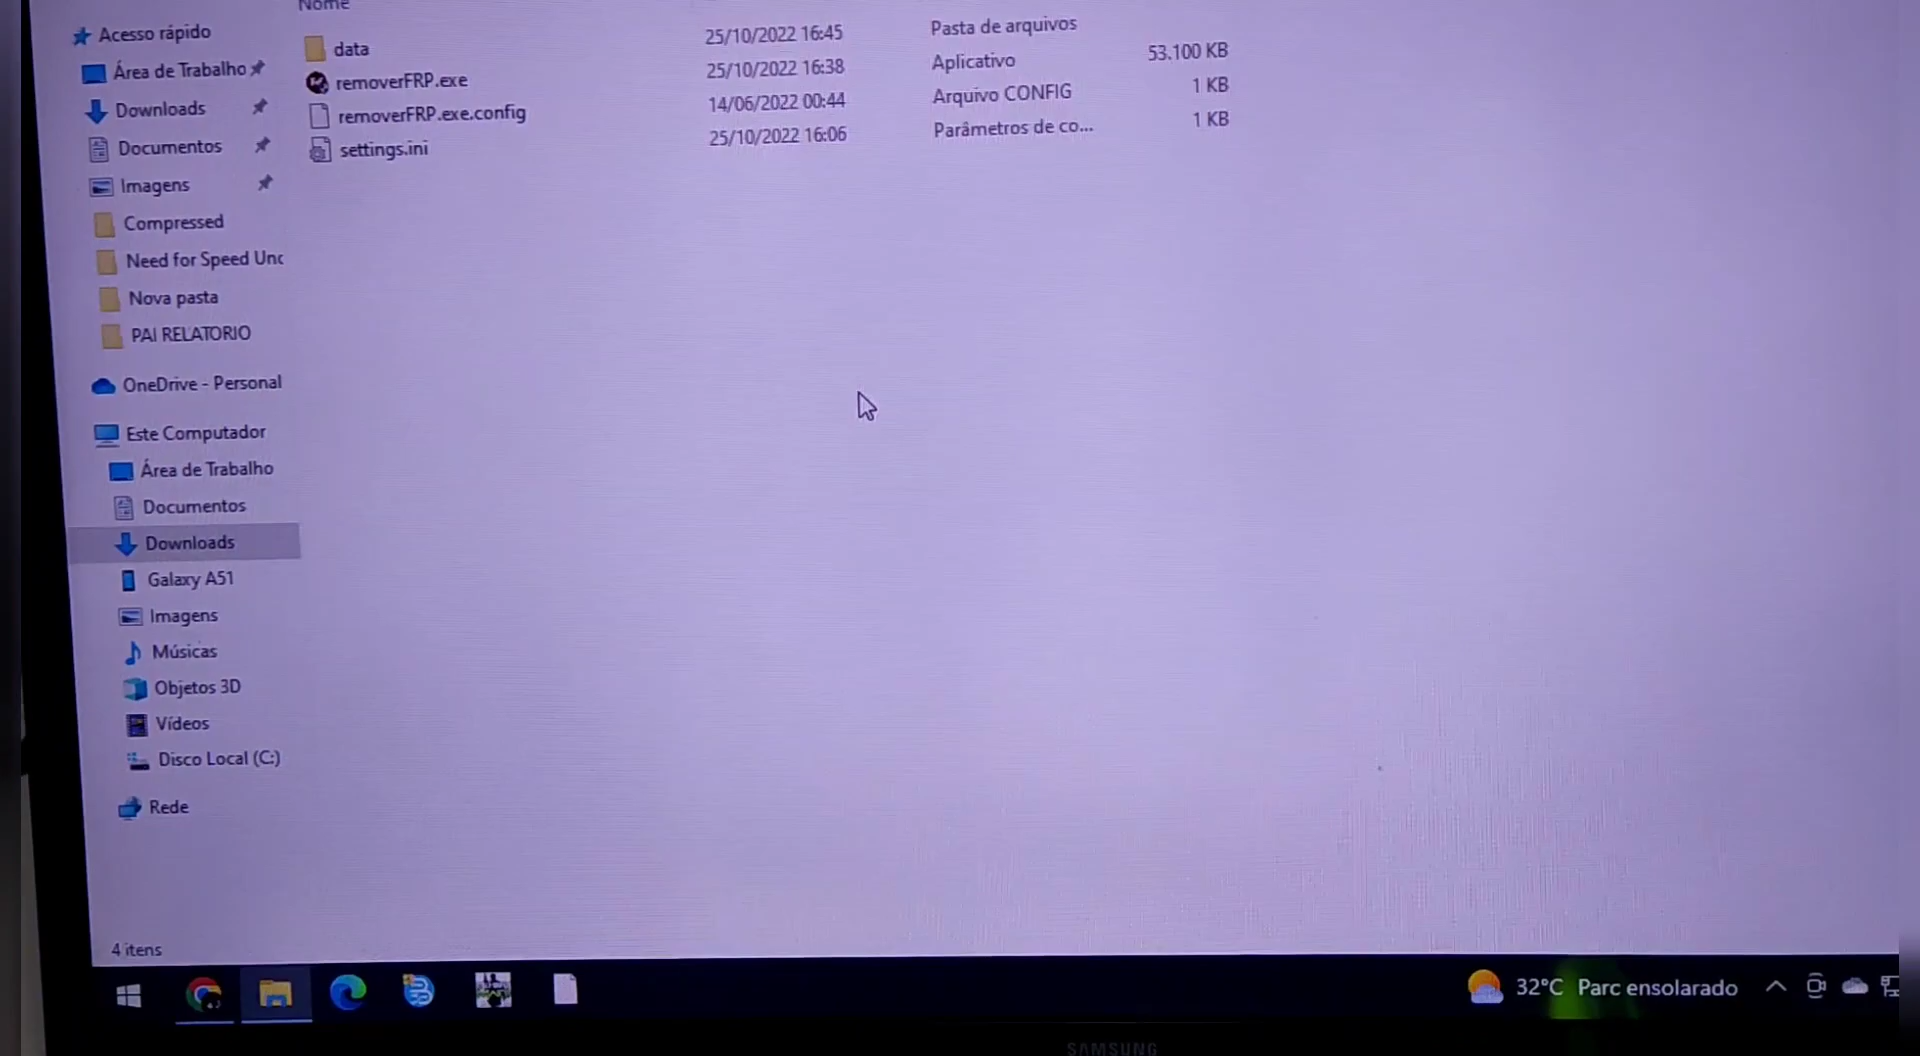 Nome
Acesso rápido
Área de Trabalho
Downloads
Documentos
Imagens
Compressed
Need for Speed Unc
Nova pasta
PAI RELATORIO
OneDrive - Personal
Este Computador
Área de Trabalho
Documentos
Downloads
Galaxy A51
Imagens
Músicas
Objetos 3D
Vídeos
Disco Local (C:)
Rede
data 25/10/2022 16:45 Pasta de arquivos
removerFRP.exe 25/10/2022 16:38 Aplicativo 53.100 KB
removerFRP.exe.config 14/06/2022 00:44 Arquivo CONFIG 1 KB
settings.ini 25/10/2022 16:06 Parâmetros de co... 1 KB
4 itens
32°C Parc ensolarado
SAMSUNG